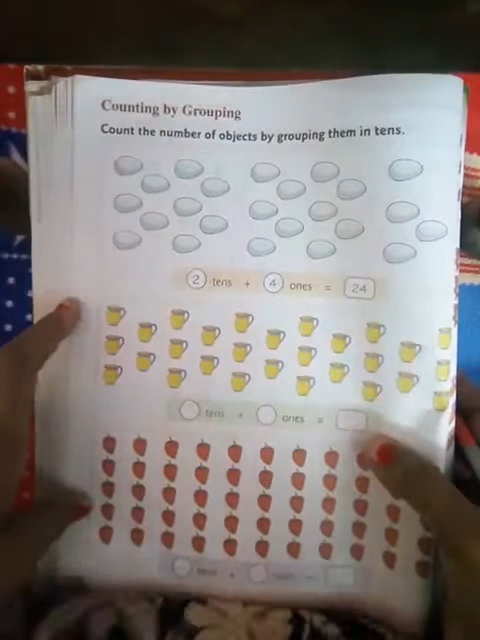 Counting by Grouping
Count the number of objects by grouping them in tens.
2 tens + 4 ones = 24
tens + ones =
tens +